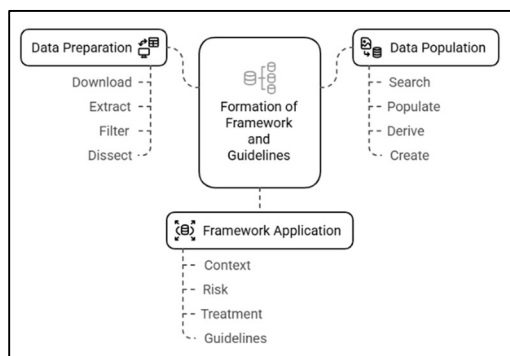 Data Preparation
Download
Extract
Filter
Dissect
Formation of
Framework
and
Guidelines
Data Population
Search
Populate
Derive
Create
Framework Application
Context
Risk
Treatment
Guidelines